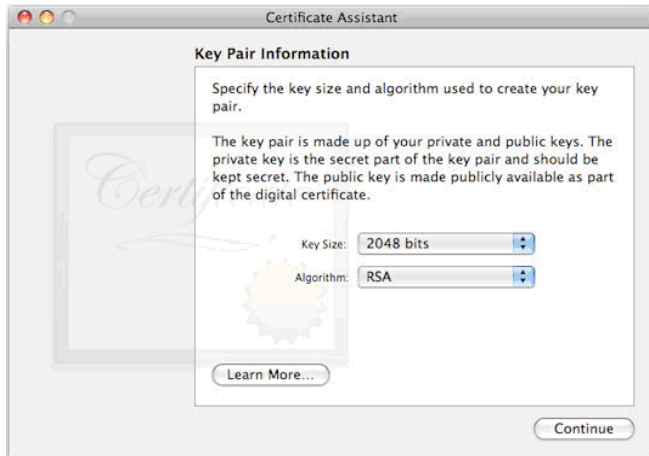 Certificate Assistant
Key Pair Information
Specify the key size and algorithm used to create your key
pair.
The key pair is made up of your private and public keys. The
private key is the secret part of the key pair and should be
kept secret. The public key is made publicly available as part
of the digital certificate.
Key Size: 2048 bits
Algorithm: RSA
Learn More...
Continue